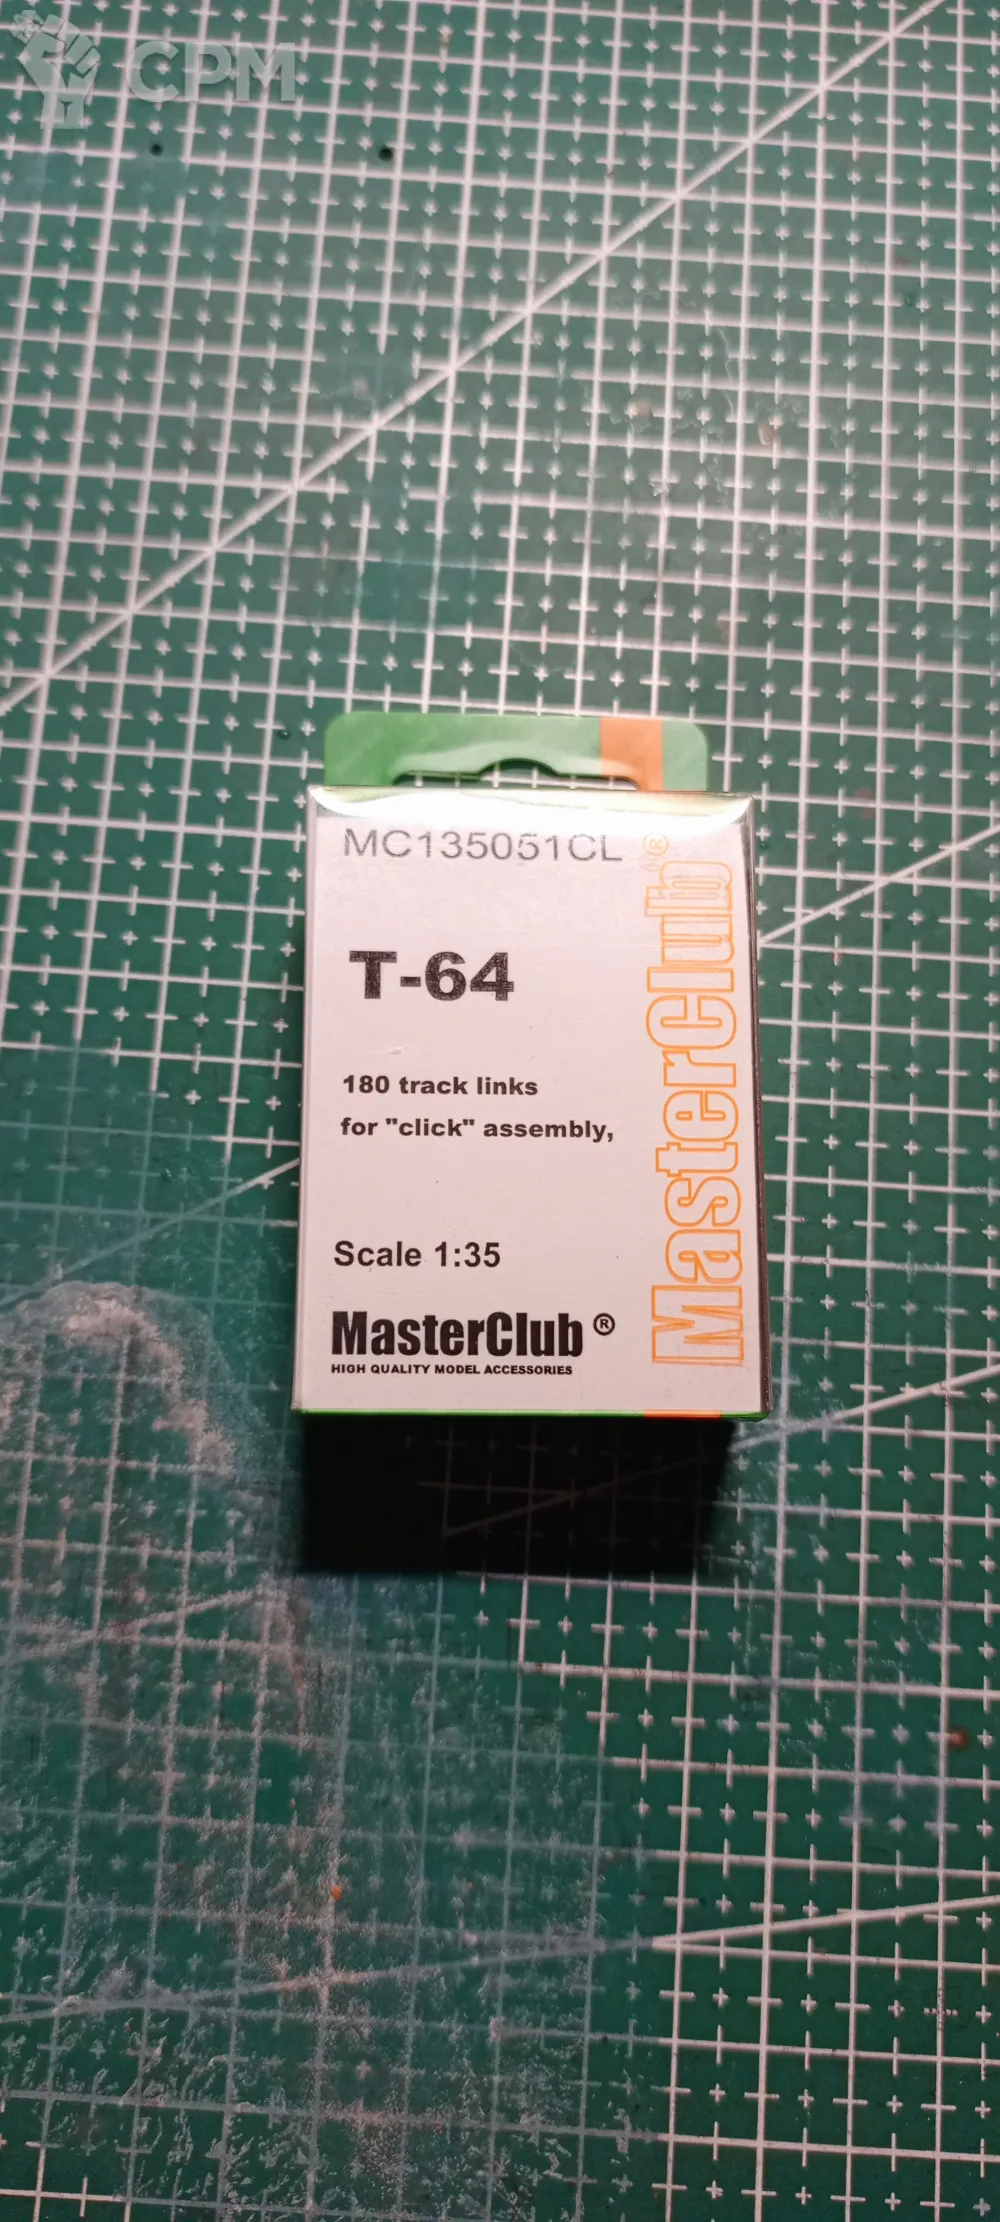 CPM
MC135051CL
T-64
180 track links
for "click" assembly,
Scale 1:35
MasterClub ®
HIGH QUALITY MODEL ACCESSORIES
MasterClub®